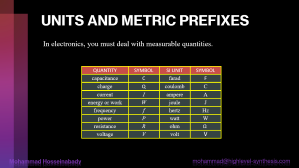 UNITS AND METRIC PREFIXES
In electronics, you must deal with measurable quantities.
QUANTITY SYMBOL SI UNIT SYMBOL
capacitance C farad F
charge Q coulomb C
current I ampere A
energy or work W joule J
frequency f hertz Hz
power P watt W
resistance R ohm Ω
voltage V volt V
Mohammad Hosseinabady
mohammad@highlevel-synthesis.com